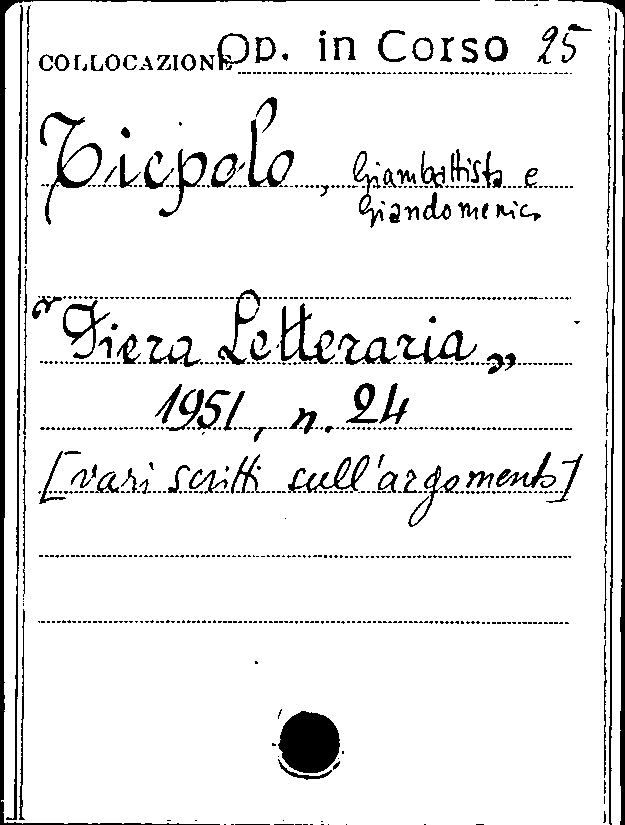 COLLOCAZIONE Op. in Corso 25
Tiepolo, Giambattista e
Giandomenico
"Fiera Letteraria"
1951, n. 24
[vari scritti sull'argomento]